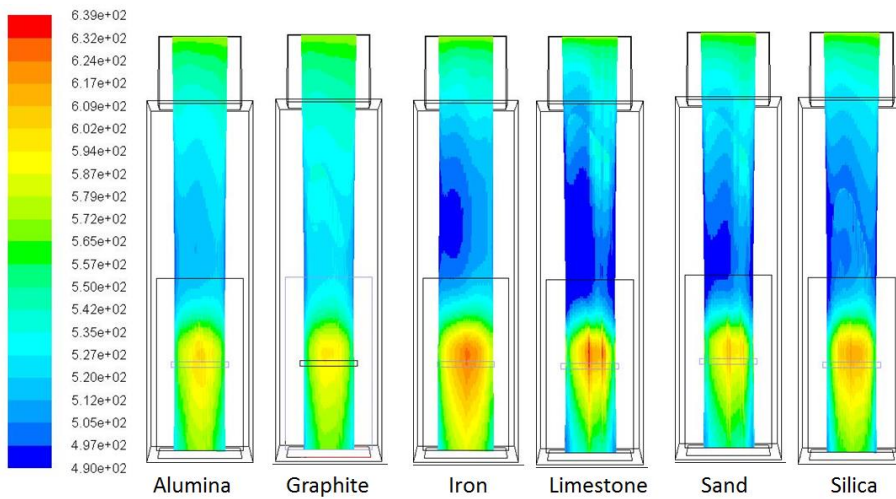 6.39e+02
6.32e+02
6.24e+02
6.17e+02
6.09e+02
6.02e+02
5.94e+02
5.87e+02
5.79e+02
5.72e+02
5.65e+02
5.57e+02
5.50e+02
5.42e+02
5.35e+02
5.27e+02
5.20e+02
5.12e+02
5.05e+02
4.97e+02
4.90e+02
Alumina Graphite Iron Limestone Sand Silica